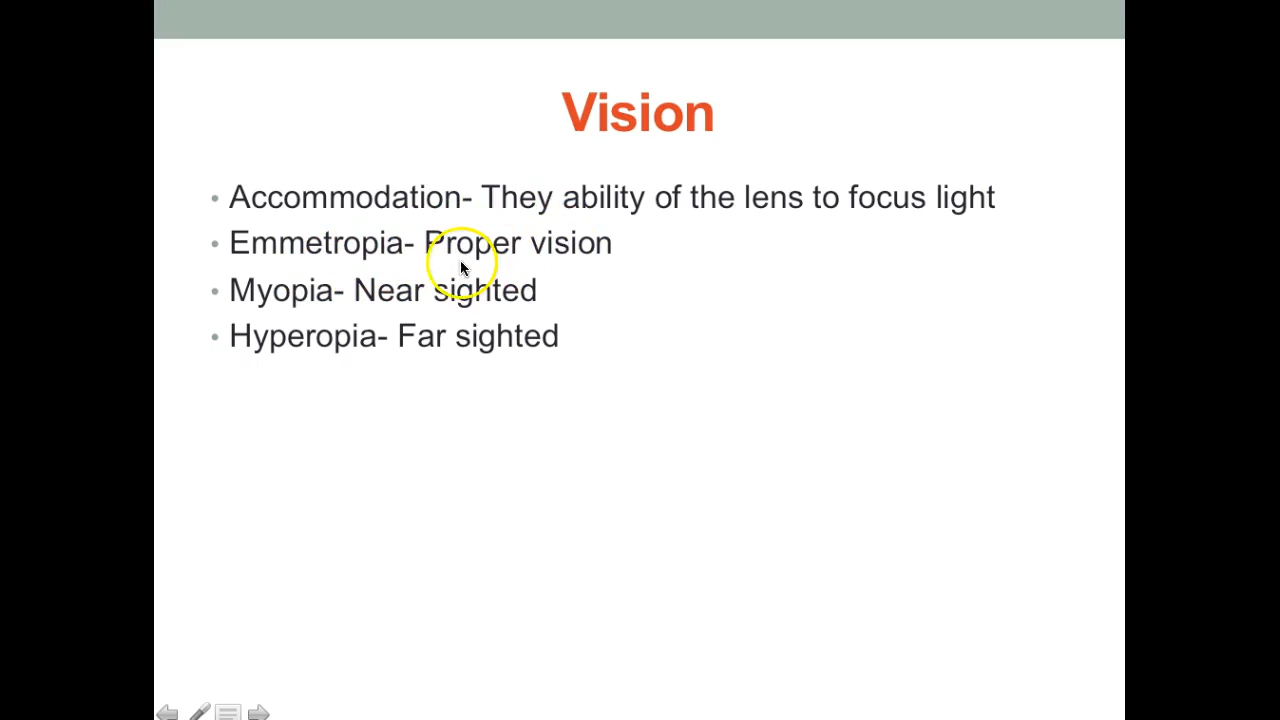 Vision
• Accommodation- They ability of the lens to focus light
• Emmetropia- Proper vision
• Myopia- Near sighted
• Hyperopia- Far sighted